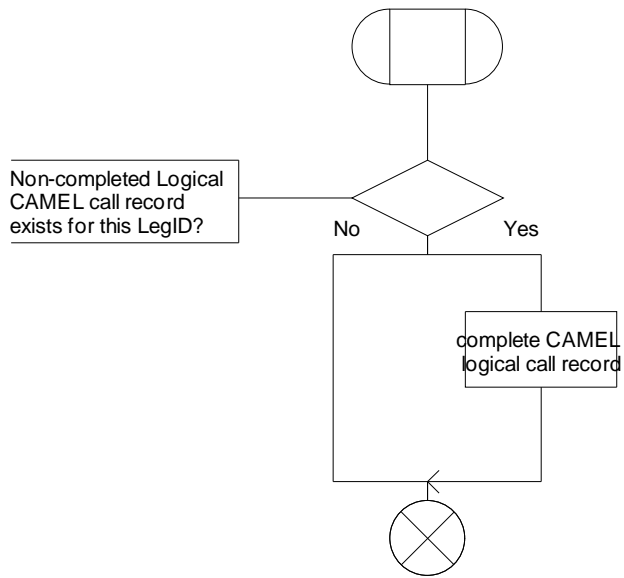 Non-completed Logical
CAMEL call record
exists for this LegID?
No
Yes
complete CAMEL
logical call record